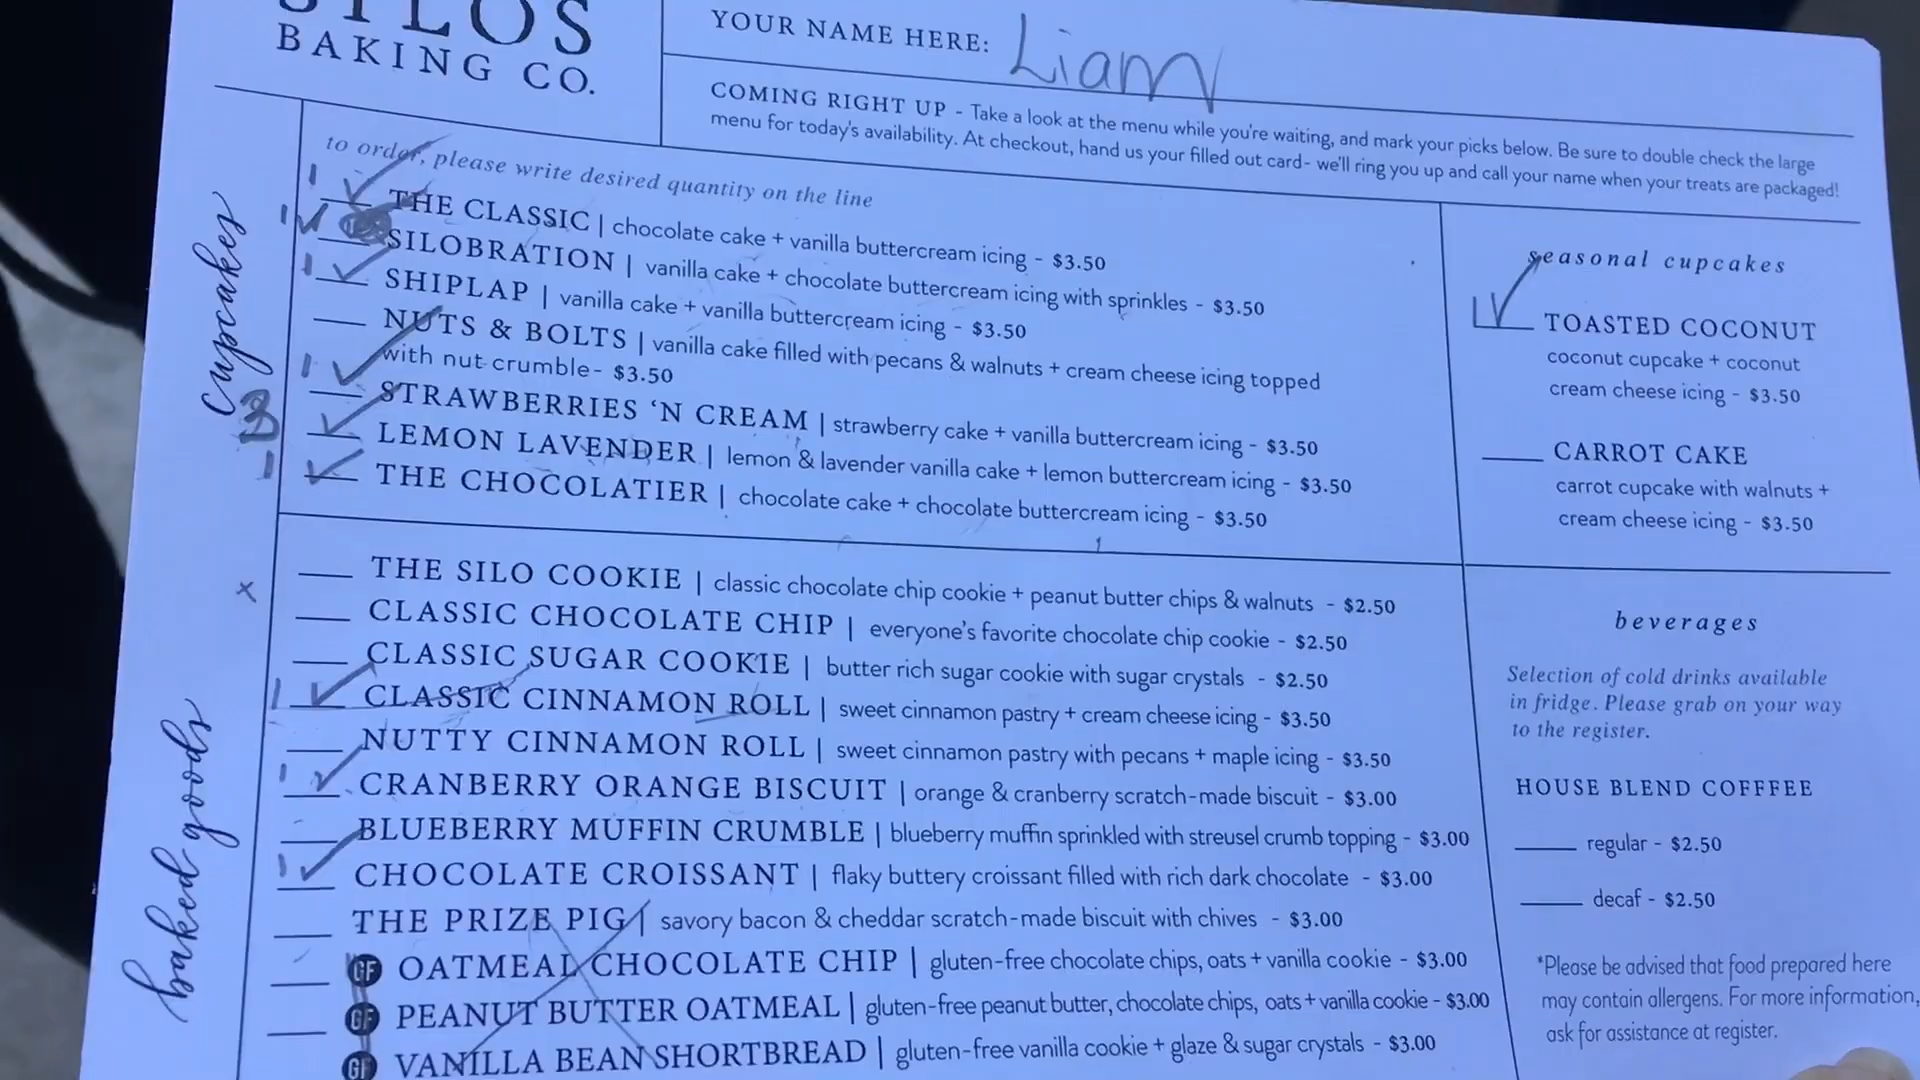 SILOS
BAKING CO.
YOUR NAME HERE: Liam
COMING RIGHT UP - Take a look at the menu while you're waiting, and mark your picks below. Be sure to double check the large
menu for today's availability. At checkout, hand us your filled out card- we'll ring you up and call your name when your treats are packaged!
to order, please write desired quantity on the line
cupcakes
1 ✓ THE CLASSIC | chocolate cake + vanilla buttercream icing - $3.50
1 ✓ SILOBRATION | vanilla cake + chocolate buttercream icing with sprinkles - $3.50
1 ✓ SHIPLAP | vanilla cake + vanilla buttercream icing - $3.50
NUTS & BOLTS | vanilla cake filled with pecans & walnuts + cream cheese icing topped
with nut crumble- $3.50
1 ✓ STRAWBERRIES 'N CREAM | strawberry cake + vanilla buttercream icing - $3.50
✓ LEMON LAVENDER | lemon & lavender vanilla cake + lemon buttercream icing - $3.50
1 ✓ THE CHOCOLATIER | chocolate cake + chocolate buttercream icing - $3.50
seasonal cupcakes
1 ✓ TOASTED COCONUT
coconut cupcake + coconut
cream cheese icing - $3.50
CARROT CAKE
carrot cupcake with walnuts +
cream cheese icing - $3.50
baked goods
x
THE SILO COOKIE | classic chocolate chip cookie + peanut butter chips & walnuts - $2.50
CLASSIC CHOCOLATE CHIP | everyone's favorite chocolate chip cookie - $2.50
CLASSIC SUGAR COOKIE | butter rich sugar cookie with sugar crystals - $2.50
1 ✓ CLASSIC CINNAMON ROLL | sweet cinnamon pastry + cream cheese icing - $3.50
NUTTY CINNAMON ROLL | sweet cinnamon pastry with pecans + maple icing - $3.50
1 ✓ CRANBERRY ORANGE BISCUIT | orange & cranberry scratch-made biscuit - $3.00
BLUEBERRY MUFFIN CRUMBLE | blueberry muffin sprinkled with streusel crumb topping - $3.00
1 ✓ CHOCOLATE CROISSANT | flaky buttery croissant filled with rich dark chocolate - $3.00
THE PRIZE PIG | savory bacon & cheddar scratch-made biscuit with chives - $3.00
GF OATMEAL CHOCOLATE CHIP | gluten-free chocolate chips, oats + vanilla cookie - $3.00
GF PEANUT BUTTER OATMEAL | gluten-free peanut butter, chocolate chips, oats + vanilla cookie - $3.00
GF VANILLA BEAN SHORTBREAD | gluten-free vanilla cookie + glaze & sugar crystals - $3.00
beverages
Selection of cold drinks available
in fridge. Please grab on your way
to the register.
HOUSE BLEND COFFFEE
regular - $2.50
decaf - $2.50
*Please be advised that food prepared here
may contain allergens. For more information,
ask for assistance at register.